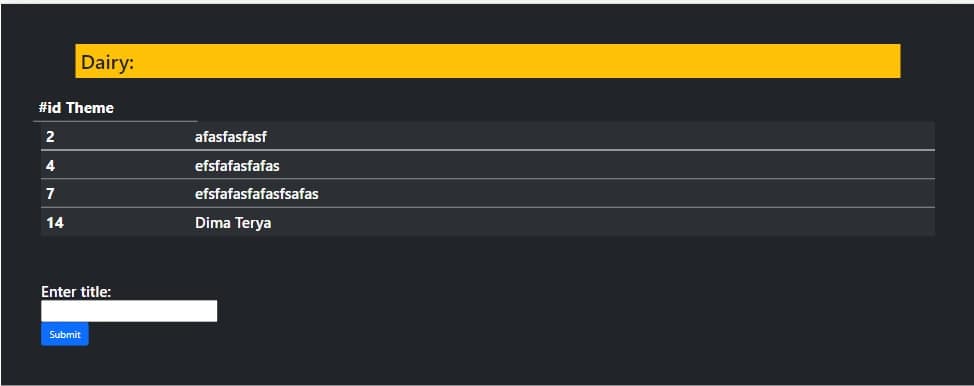 Dairy:
#id Theme
2 afasfasfasf
4 efsfafasfafas
7 efsfafasfafasfsafas
14 Dima Terya
Enter title:
Submit